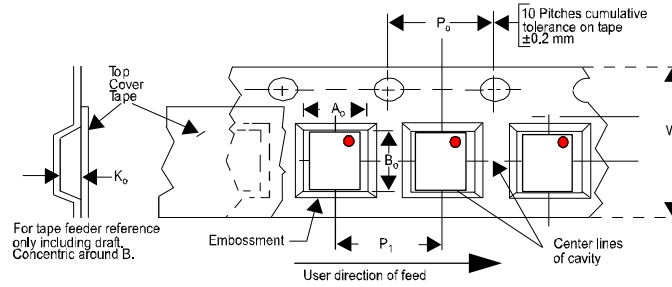 10 Pitches cumulative
tolerance on tape
±0.2 mm
Po
Top
Cover
Tape
Ao
W
Bo
Ko
For tape feeder reference
only including draft.
Concentric around B.
Embossment
P1
Center lines
of cavity
User direction of feed